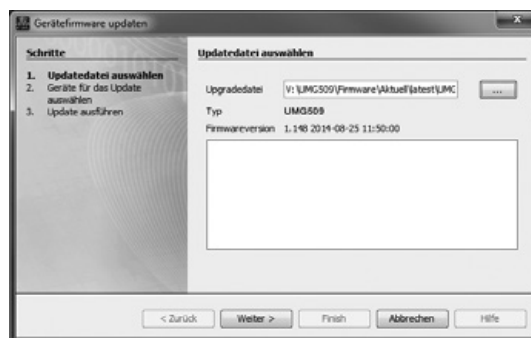 Gerätefirmware updaten
Schritte
1. Updatedatei auswählen
2. Geräte für das Update
auswählen
3. Update ausführen
Updatedatei auswählen
Upgradedatei V:\UMG509\Firmware\Aktuell\latest\UMG
...
Typ UMG509
Firmwareversion 1.148 2014-08-25 11:50:00
< Zurück Weiter > Finish Abbrechen Hilfe